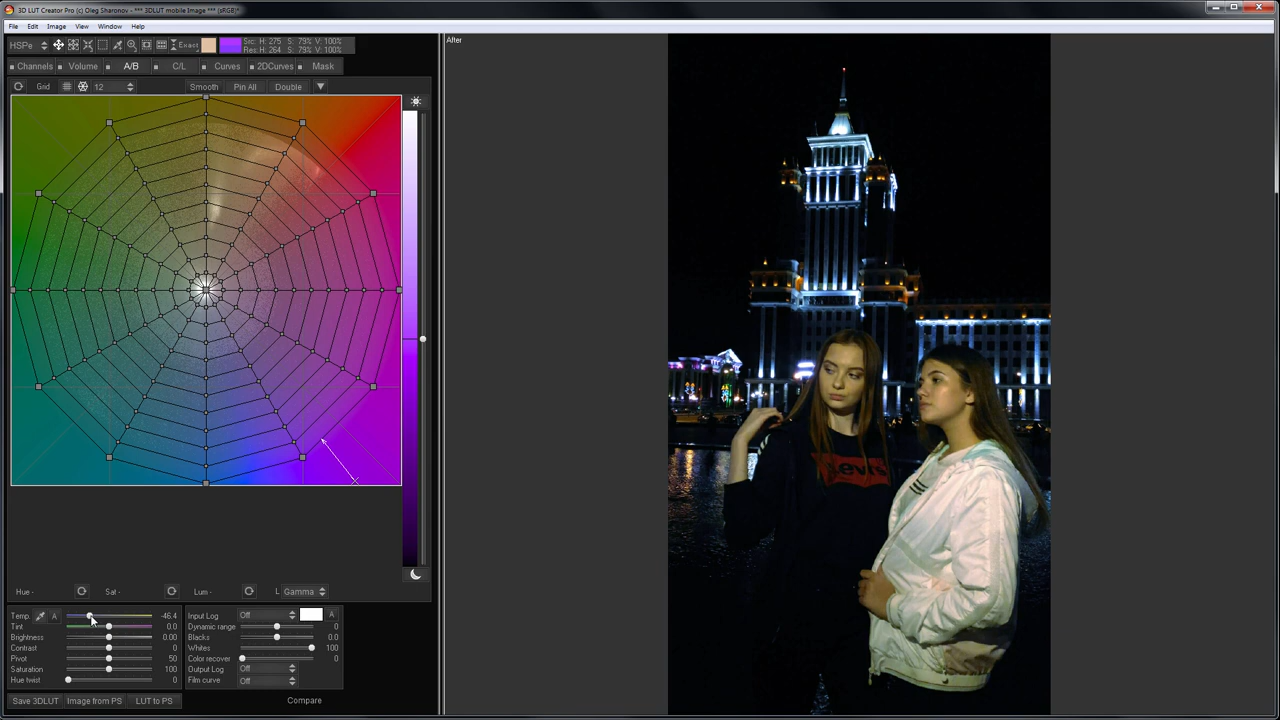 3D LUT Creator Pro (c) Oleg Sharonov - *** 3DLUT mobile Image *** (sRGB)*
File Edit Image View Window Help
HSPe Exact Src: H: 275 S: 79% V: 100%
Res: H: 264 S: 79% V: 100%
After
Channels Volume A/B C/L Curves 2DCurves Mask
Grid 12 Smooth Pin All Double
Hue - Sat - Lum - L Gamma
Temp. A -46.4 Input Log Off A
Tint 0.0 Dynamic range 0
Brightness 0.00 Blacks 0.0
Contrast 0 Whites 100
Pivot 50 Color recover 0
Saturation 100 Output Log Off
Hue twist 0 Film curve Off
Save 3DLUT Image from PS LUT to PS Compare
Levi's